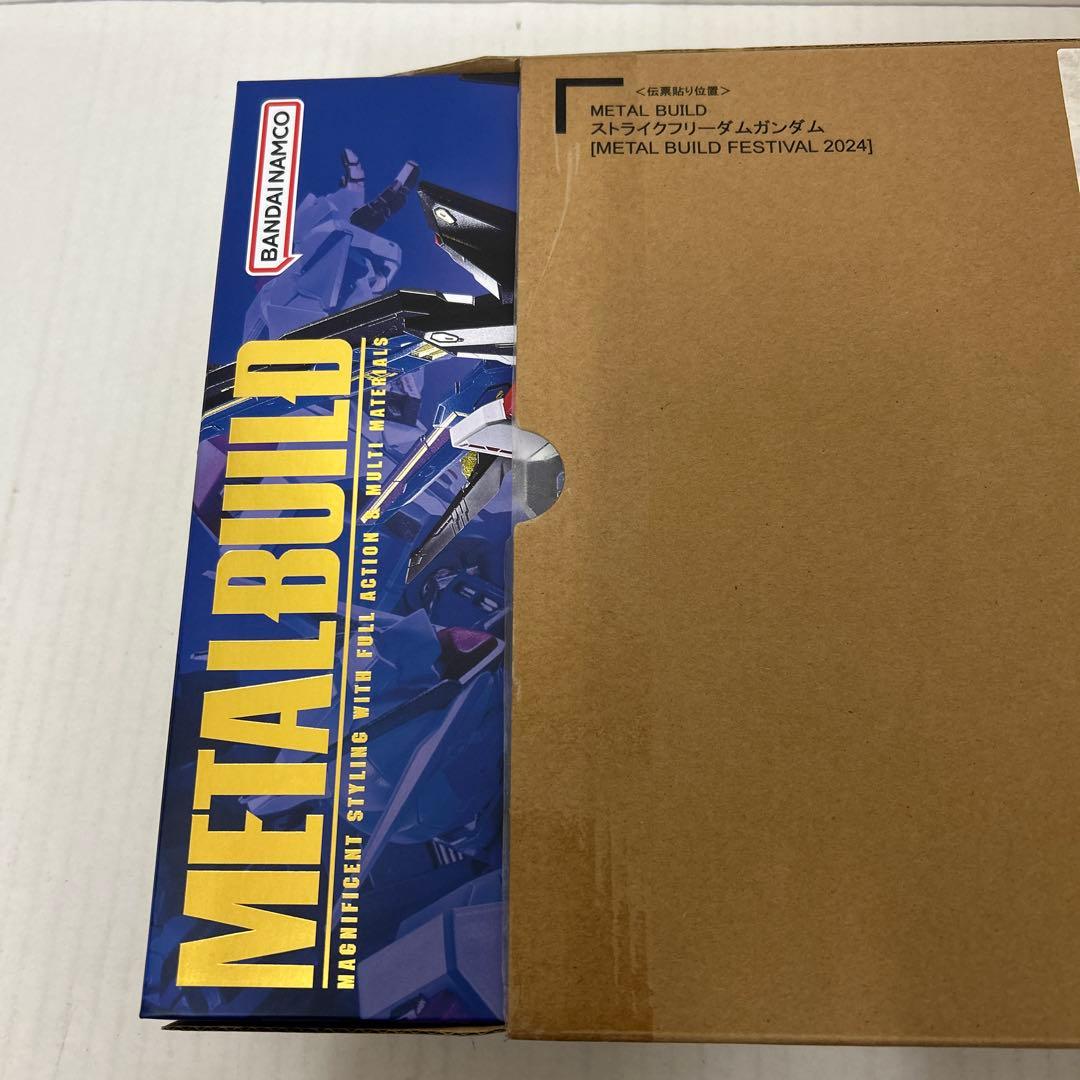 BANDAI NAMCO
METAL BUILD
MAGNIFICENT STYLING WITH FULL ACTION & MULTI MATERIALS
<伝票貼り位置>
METAL BUILD
ストライクフリーダムガンダム
[METAL BUILD FESTIVAL 2024]